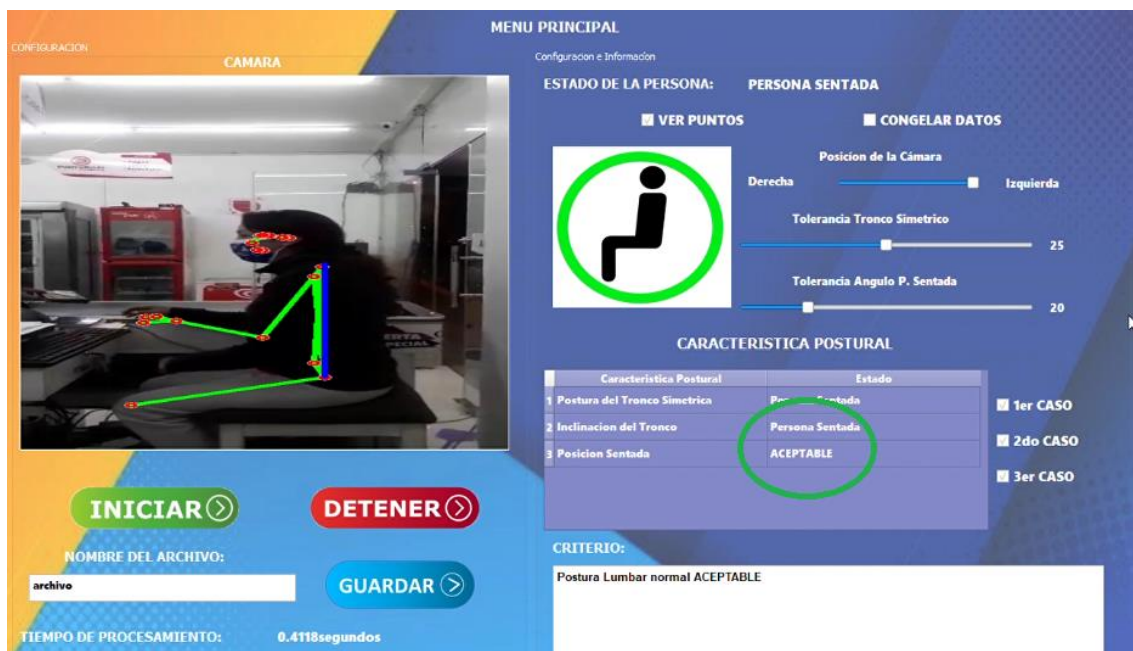 MENU PRINCIPAL
CONFIGURACION
CAMARA
Configuracion e Informacion
ESTADO DE LA PERSONA: PERSONA SENTADA
VER PUNTOS
CONGELAR DATOS
Posicion de la Cámara
Derecha
Izquierda
Tolerancia Tronco Simetrico
25
Tolerancia Angulo P. Sentada
20
CARACTERISTICA POSTURAL
Caracteristica Postural Estado
1 Postura del Tronco Simetrica Persona Sentada
2 Inclinacion del Tronco Persona Sentada
3 Posicion Sentada ACEPTABLE
1er CASO
2do CASO
3er CASO
INICIAR
DETENER
NOMBRE DEL ARCHIVO:
archivo
GUARDAR
TIEMPO DE PROCESAMIENTO: 0.4118segundos
CRITERIO:
Postura Lumbar normal ACEPTABLE